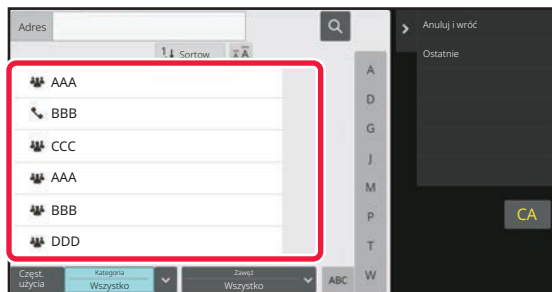 Adres
Sortow.
AAA
BBB
CCC
AAA
BBB
DDD
A
D
G
J
M
P
T
W
Częst.
użycia
Kategoria
Wszystko
Zawęź
Wszystko
ABC
Anuluj i wróć
Ostatnie
CA